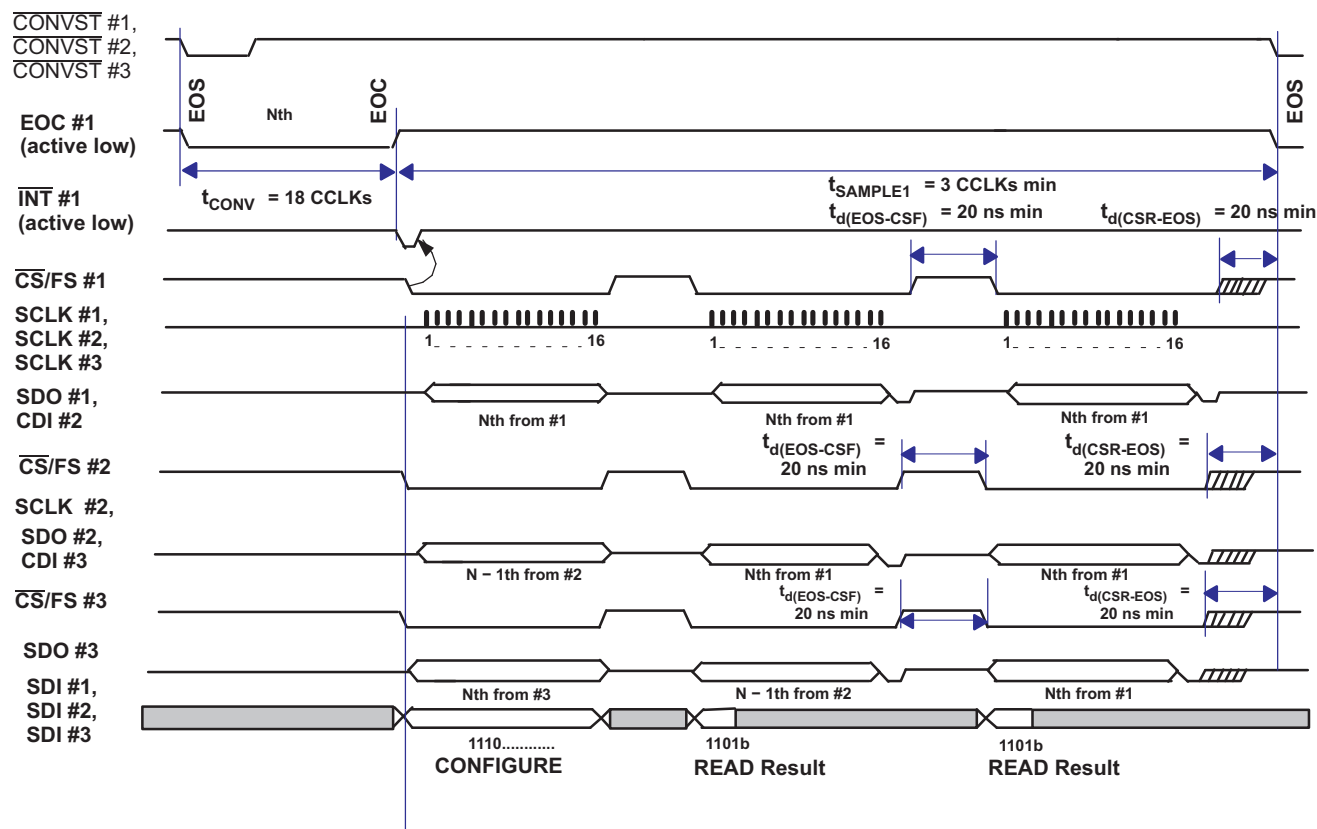 CONVST #1,
CONVST #2,
CONVST #3
EOS
Nth
EOC
EOS
EOC #1
(active low)
tCONV = 18 CCLKs
tSAMPLE1 = 3 CCLKs min
INT #1
(active low)
td(EOS-CSF) = 20 ns min
td(CSR-EOS) = 20 ns min
CS/FS #1
SCLK #1,
SCLK #2,
SCLK #3
1_ _ _ _ _ _ _ _ _ _ _ _ _16
1_ _ _ _ _ _ _ _ _ _ _ _ _16
1_ _ _ _ _ _ _ _ _ _ _ _ _16
SDO #1,
CDI #2
Nth from #1
Nth from #1
Nth from #1
td(EOS-CSF) =
20 ns min
td(CSR-EOS) =
20 ns min
CS/FS #2
SCLK #2,
SDO #2,
CDI #3
N − 1th from #2
Nth from #1
Nth from #1
td(EOS-CSF) =
20 ns min
td(CSR-EOS) =
20 ns min
CS/FS #3
SDO #3
Nth from #3
N − 1th from #2
Nth from #1
SDI #1,
SDI #2,
SDI #3
1110............
CONFIGURE
1101b
READ Result
1101b
READ Result